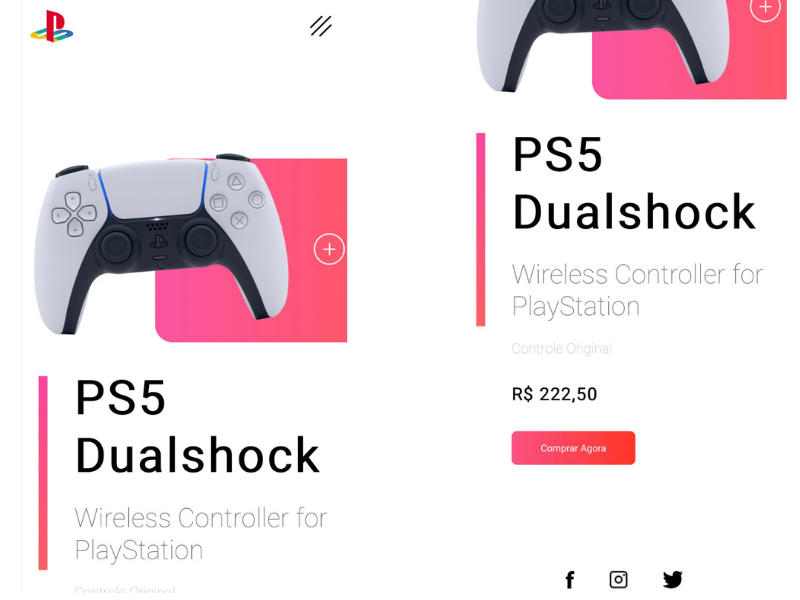 PS5
Dualshock
Wireless Controller for
PlayStation
Controle Original
PS5
Dualshock
Wireless Controller for
PlayStation
Controle Original
R$ 222,50
Comprar Agora